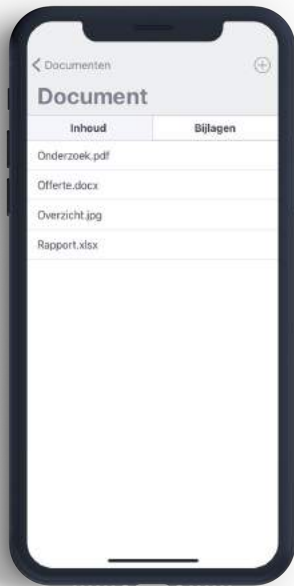 Documenten
Document
Inhoud Bijlagen
Onderzoek.pdf
Offerte.docx
Overzicht.jpg
Rapport.xlsx